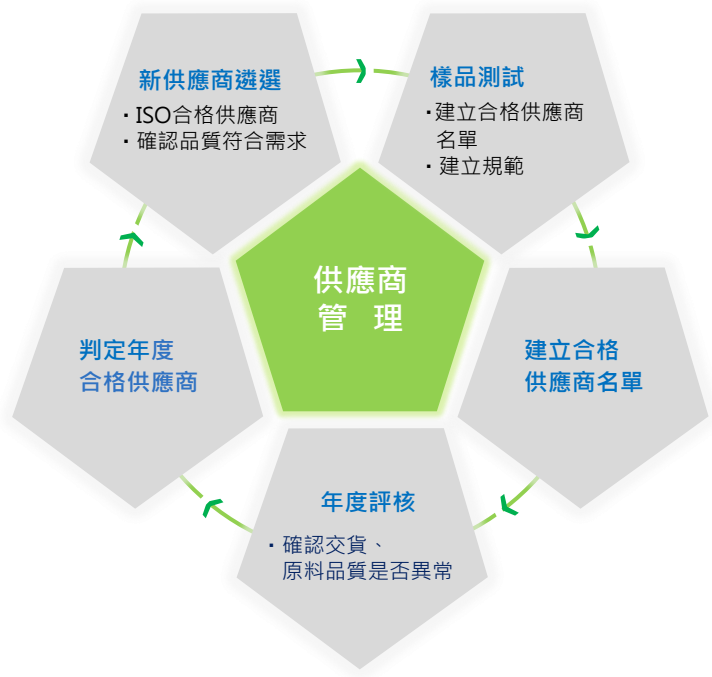 新供應商遴選
・ISO合格供應商
・確認品質符合需求
樣品測試
・建立合格供應商
名單
・建立規範
建立合格
供應商名單
年度評核
・確認交貨、
原料品質是否異常
判定年度
合格供應商
供應商
管 理